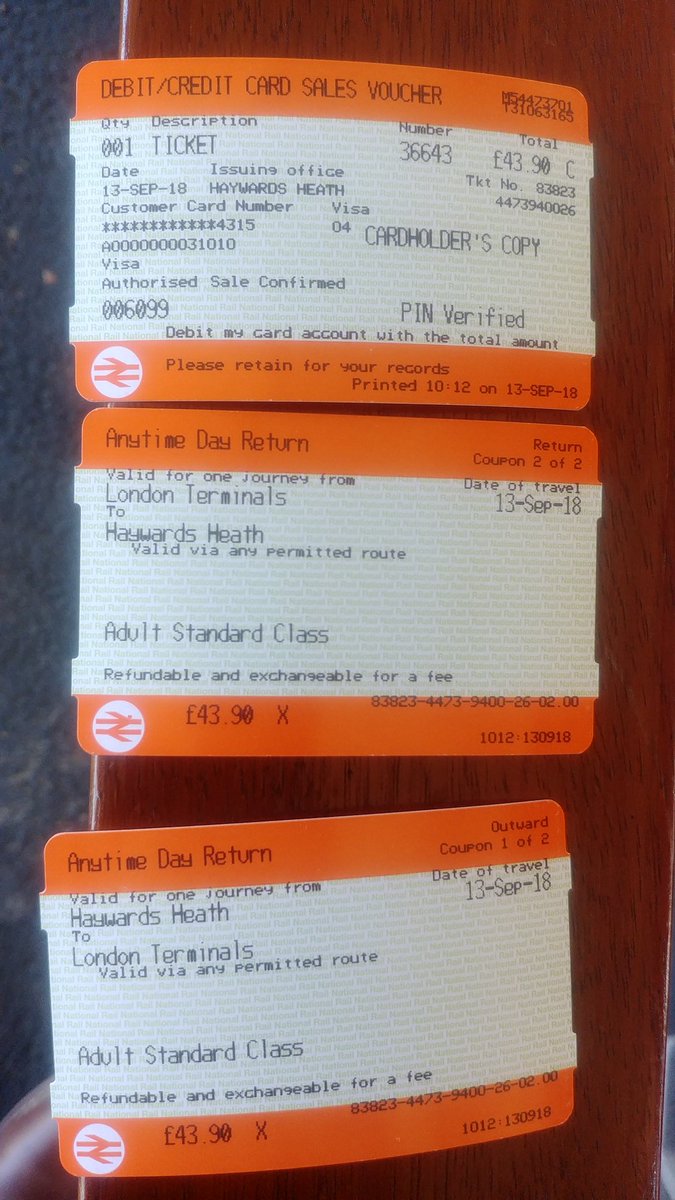 DEBIT/CREDIT CARD SALES VOUCHER
Qty Description Number Total
001 TICKET 36643 £43.90 C
Date Issuing office Tkt No. 83823
13-SEP-18 HAYWARDS HEATH 4473940026
Customer Card Number Visa
************4315 04 CARDHOLDER'S COPY
A0000000031010
Visa
Authorised Sale Confirmed
006099 PIN Verified
Debit my card account with the total amount
Please retain for your records
Printed 10:12 on 13-SEP-18
Anytime Day Return Return
Coupon 2 of 2
Valid for one journey from Date of travel
London Terminals 13-Sep-18
To
Haywards Heath
Valid via any permitted route
Adult Standard Class
Refundable and exchangeable for a fee
83823-4473-9400-26-02.00
£43.90 X
1012:130918
Outward
Anytime Day Return Coupon 1 of 2
Valid for one journey from Date of travel
Haywards Heath 13-Sep-18
To
London Terminals
Valid via any permitted route
Adult Standard Class
Refundable and exchangeable for a fee
83823-4473-9400-26-02.00
£43.90 X
1012:130918